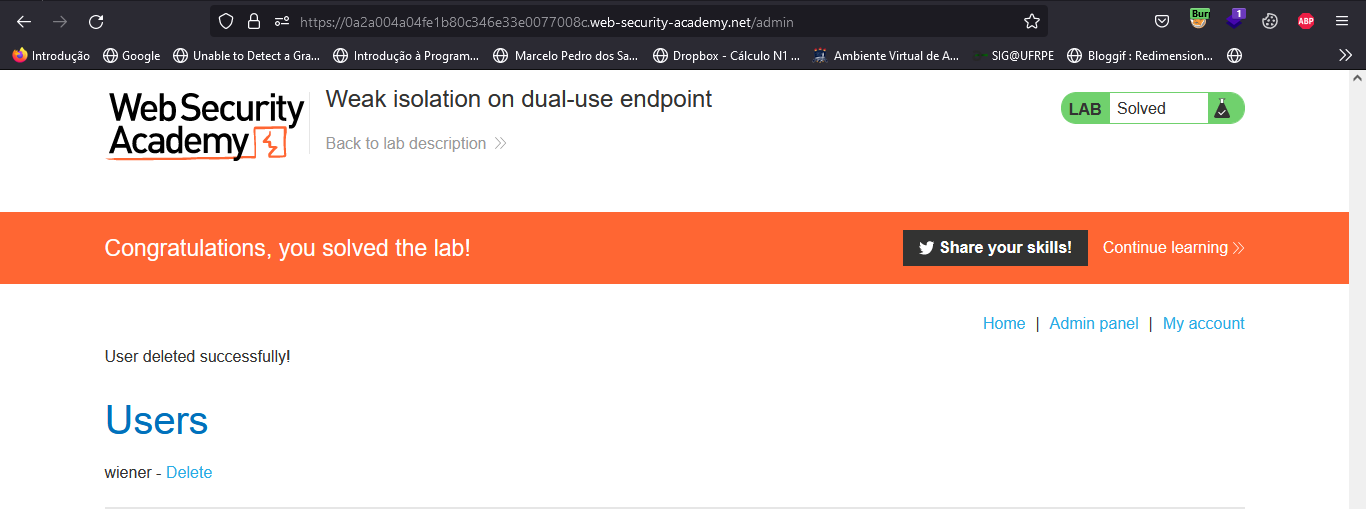 https://0a2a004a04fe1b80c346e33e0077008c.web-security-academy.net/admin
Burr 1 ABP
Introdução Google Unable to Detect a Gra... Introdução à Program... Marcelo Pedro dos Sa... Dropbox - Cálculo N1 ... Ambiente Virtual de A... SIG@UFRPE Bloggif : Redimension...
Web Security
Academy
Weak isolation on dual-use endpoint
Back to lab description
LAB Solved
Congratulations, you solved the lab!
Share your skills! Continue learning
Home | Admin panel | My account
User deleted successfully!
Users
wiener - Delete